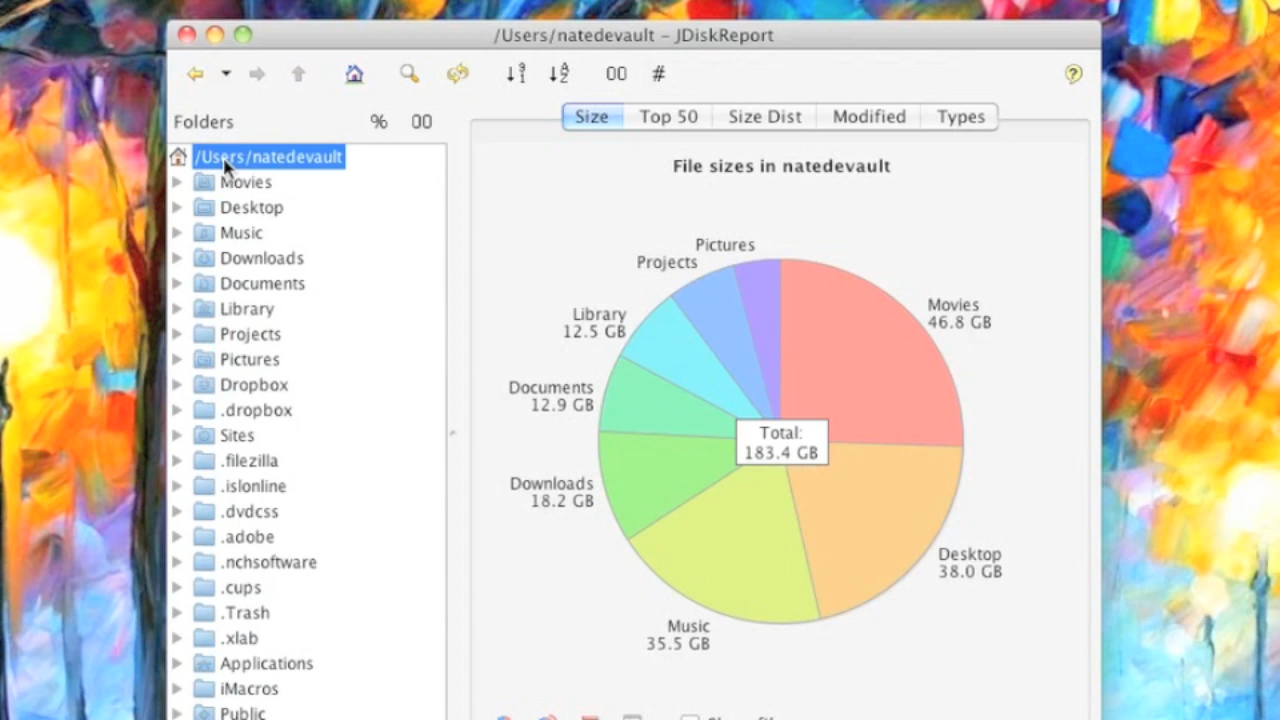 /Users/natedevault – JDiskReport
Folders
%
#
Size
Top 50
Size Dist
Modified
Types
/Users/natedevault
Movies
Desktop
Music
Downloads
Documents
Library
Projects
Pictures
Dropbox
.dropbox
Sites
.filezilla
.islonline
.dvdcss
.adobe
.nchsoftware
.cups
.Trash
.xlab
Applications
iMacros
Public
File sizes in natedevault
Pictures
Projects
Library
12.5 GB
Movies
46.8 GB
Documents
12.9 GB
Total:
183.4 GB
Downloads
18.2 GB
Desktop
38.0 GB
Music
35.5 GB